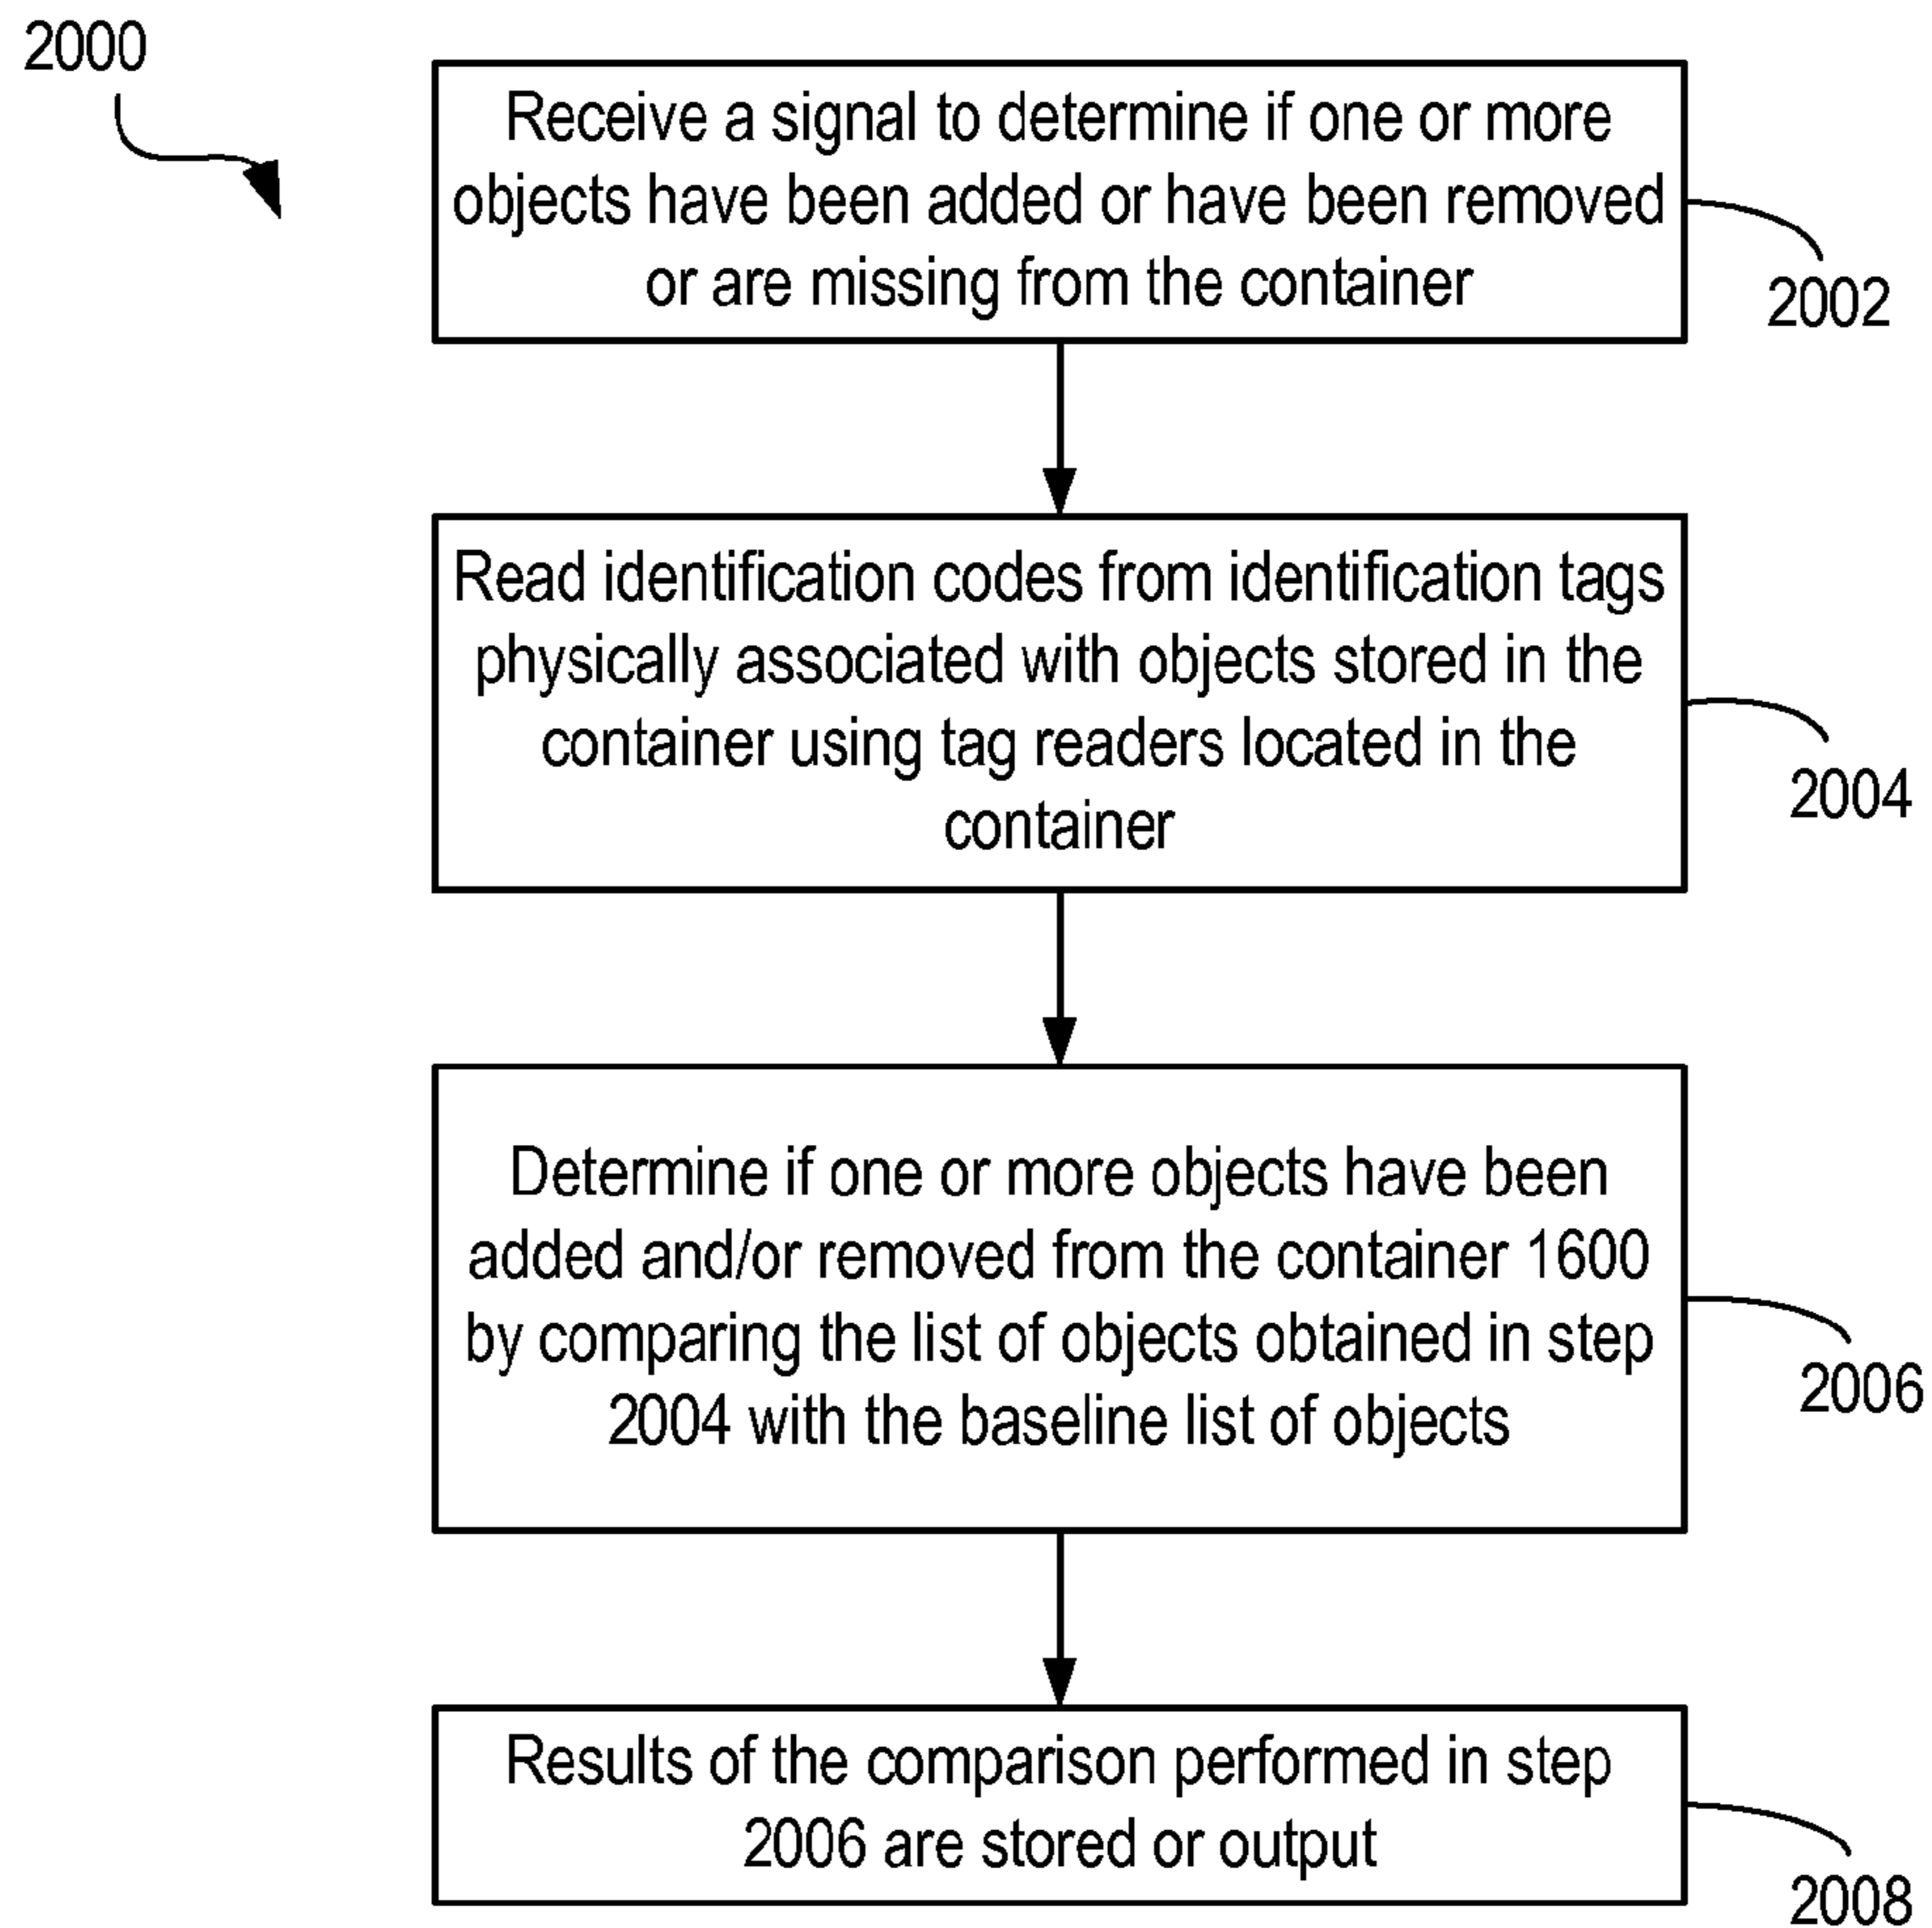 2000
Receive a signal to determine if one or more
objects have been added or have been removed
or are missing from the container
2002
Read identification codes from identification tags
physically associated with objects stored in the
container using tag readers located in the
container
2004
Determine if one or more objects have been
added and/or removed from the container 1600
by comparing the list of objects obtained in step
2004 with the baseline list of objects
2006
Results of the comparison performed in step
2006 are stored or output
2008